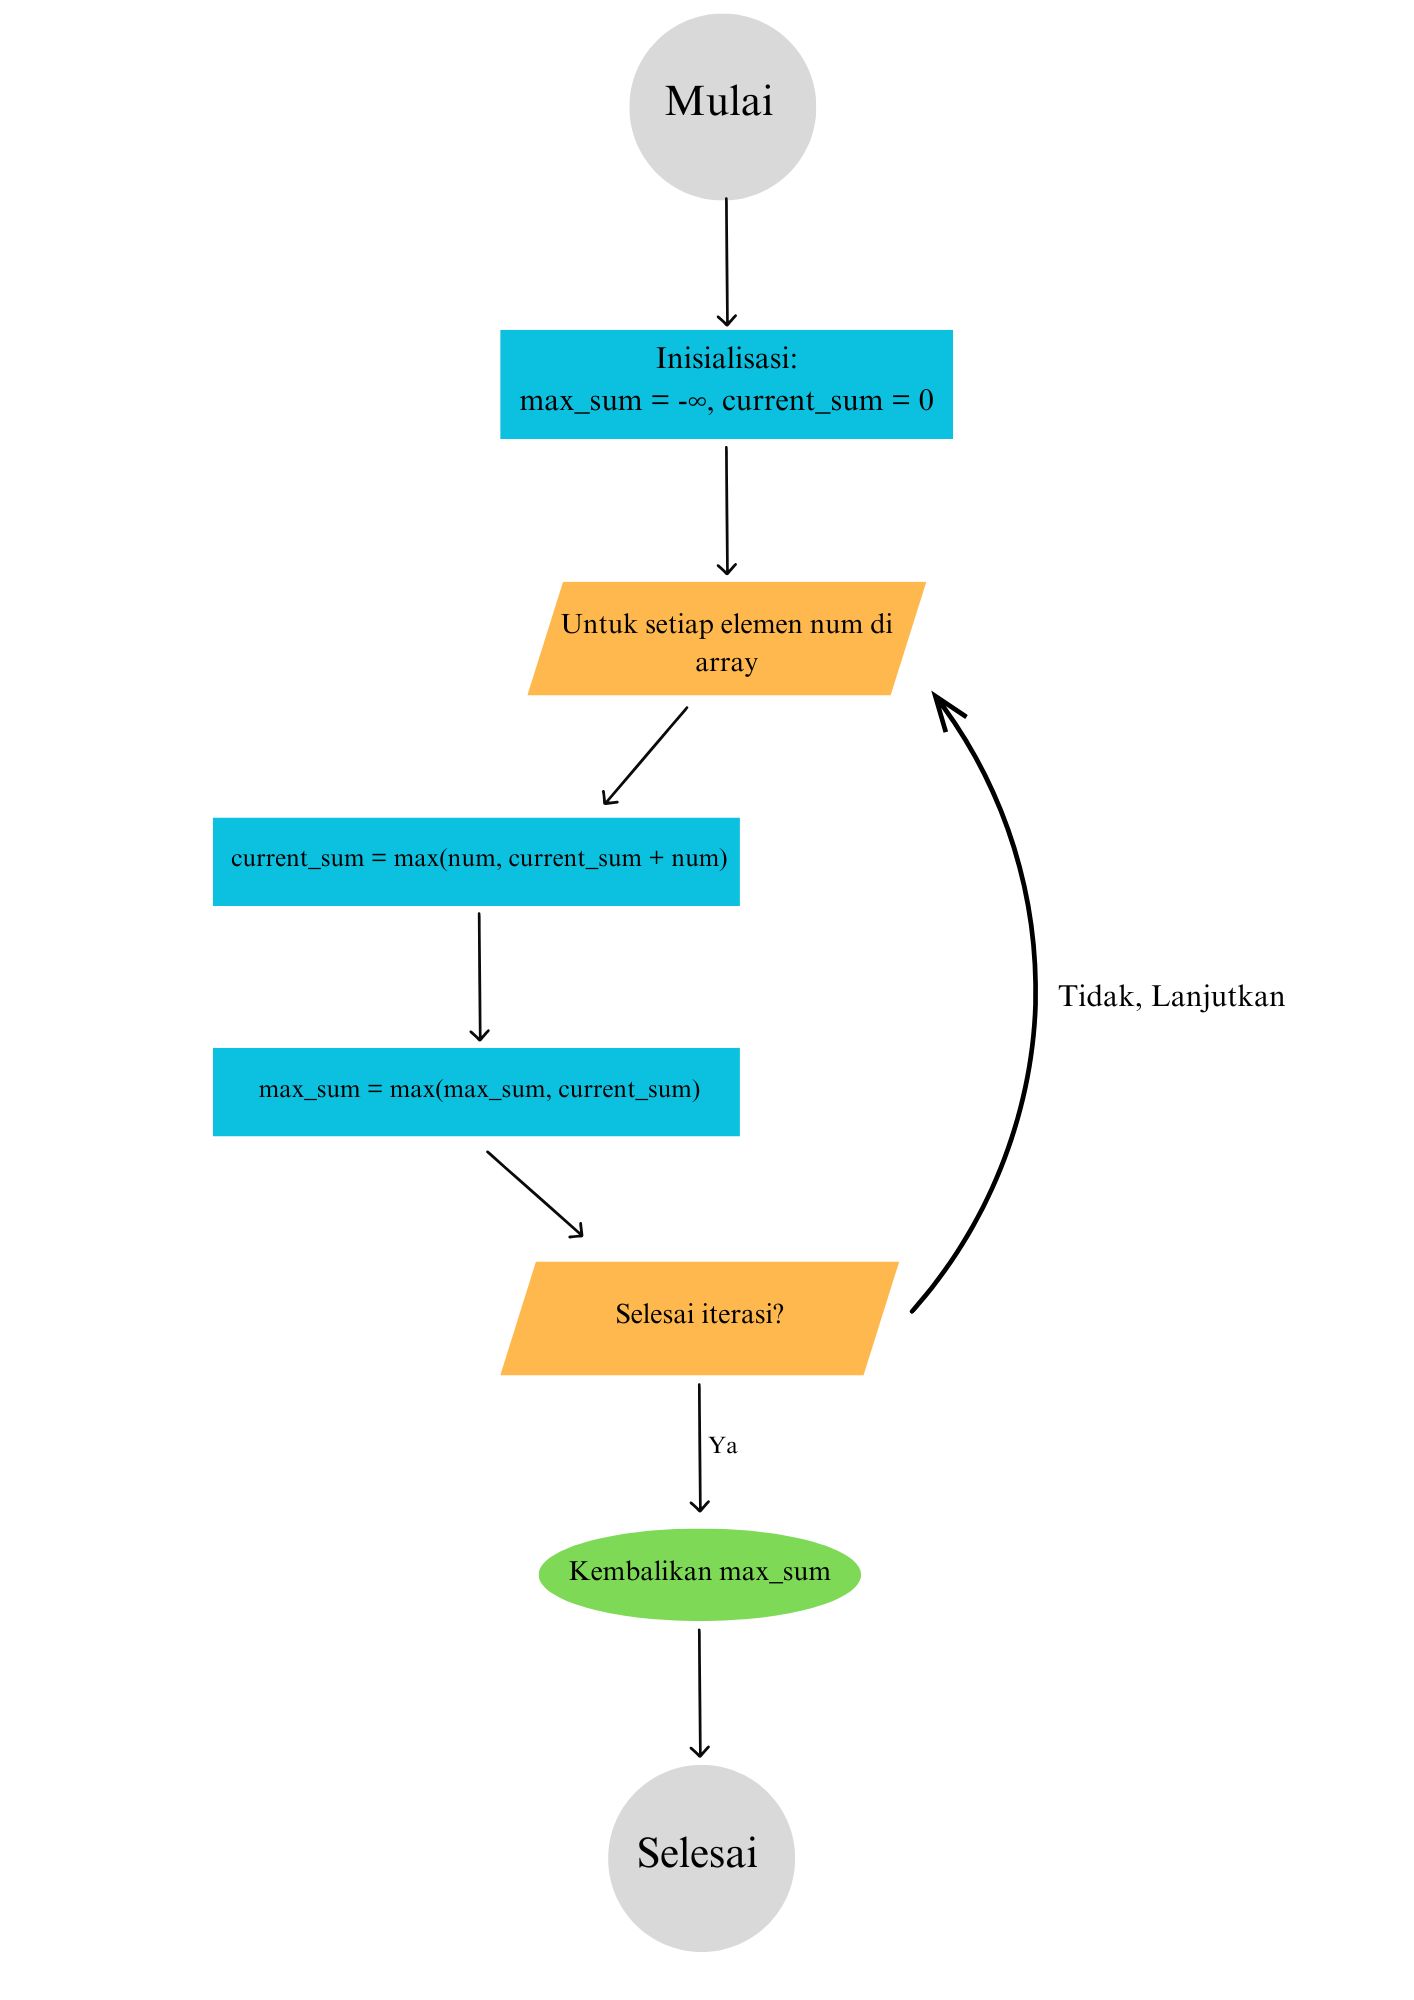 Mulai
Inisialisasi:
max_sum = -∞, current_sum = 0
Untuk setiap elemen num di
array
current_sum = max(num, current_sum + num)
Tidak, Lanjutkan
max_sum = max(max_sum, current_sum)
Selesai iterasi?
Ya
Kembalikan max_sum
Selesai